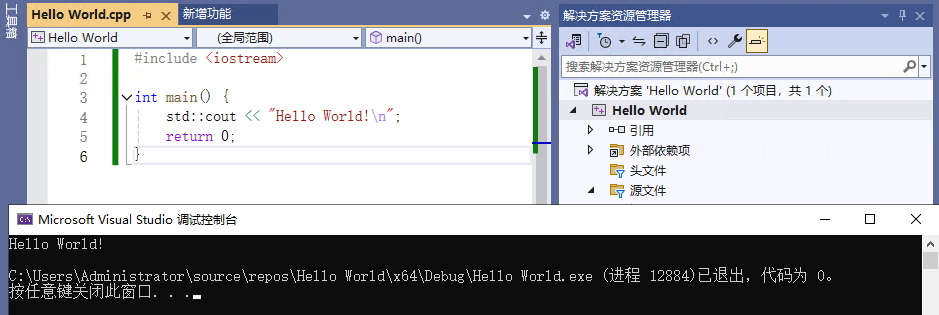 工具箱
Hello World.cpp
新增功能
Hello World
(全局范围)
main()
1 #include <iostream>
2
3 int main() {
4 std::cout << "Hello World!\n";
5 return 0;
6 }
解决方案资源管理器
搜索解决方案资源管理器(Ctrl+;)
解决方案 'Hello World' (1 个项目，共 1 个)
Hello World
引用
外部依赖项
头文件
源文件
Microsoft Visual Studio 调试控制台
Hello World!
C:\Users\Administrator\source\repos\Hello World\x64\Debug\Hello World.exe (进程 12884)已退出，代码为 0。
按任意键关闭此窗口. . .